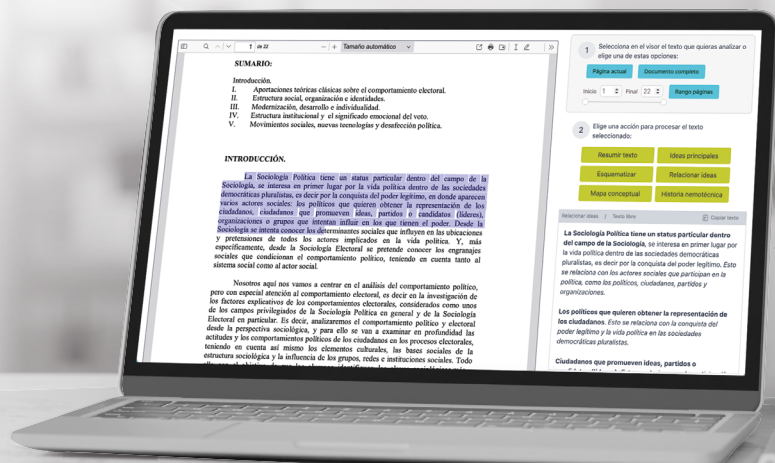 1 de 22
Tamaño automático
SUMARIO:
Introducción.
I. Aportaciones teóricas clásicas sobre el comportamiento electoral.
II. Estructura social, organización e identidades.
III. Modernización, desarrollo e individualidad.
IV. Estructura institucional y el significado emocional del voto.
V. Movimientos sociales, nuevas tecnologías y desafección política.
INTRODUCCIÓN.
La Sociología Política tiene un status particular dentro del campo de la
Sociología, se interesa en primer lugar por la vida política dentro de las sociedades
democráticas pluralistas, es decir por la conquista del poder legítimo, en donde aparecen
varios actores sociales: los políticos que quieren obtener la representación de los
ciudadanos, ciudadanos que promueven ideas, partidos o candidatos (líderes),
organizaciones o grupos que intentan influir en los que tienen el poder. Desde la
Sociología se intenta conocer los determinantes sociales que influyen en las ubicaciones
y pretensiones de todos los actores implicados en la vida política. Y, más
específicamente, desde la Sociología Electoral se pretende conocer los engranajes
sociales que condicionan el comportamiento político, teniendo en cuenta tanto al
sistema social como al actor social.
Nosotros aquí nos vamos a centrar en el análisis del comportamiento político,
pero con especial atención al comportamiento electoral, es decir en la investigación de
los factores explicativos de los comportamientos electorales, considerados como unos
de los campos privilegiados de la Sociología Política en general y de la Sociología
Electoral en particular. Es decir, analizaremos el comportamiento político y electoral
desde la perspectiva sociológica, y para ello se van a examinar en profundidad las
actitudes y los comportamientos políticos de los ciudadanos en los procesos electorales,
teniendo en cuenta así mismo los elementos culturales, las bases sociales de la
estructura sociológica y la influencia de los grupos, redes e instituciones sociales. Todo
1 Selecciona en el visor el texto que quieras analizar o
elige una de estas opciones:
Página actual Documento completo
Inicio 1 Final 22 Rango páginas
2 Elige una acción para procesar el texto
seleccionado:
Resumir texto Ideas principales
Esquematizar Relacionar ideas
Mapa conceptual Historia nemotécnica
Relacionar ideas / Texto libre Copiar texto
La Sociología Política tiene un status particular dentro
del campo de la Sociología, se interesa en primer lugar por
la vida política dentro de las sociedades democráticas
pluralistas, es decir por la conquista del poder legítimo. Esto
se relaciona con los actores sociales que participan en la
política, como los políticos, ciudadanos, partidos y
organizaciones.
Los políticos que quieren obtener la representación de
los ciudadanos. Esto se relaciona con la conquista del
poder legítimo y la vida política en las sociedades
democráticas pluralistas.
Ciudadanos que promueven ideas, partidos o